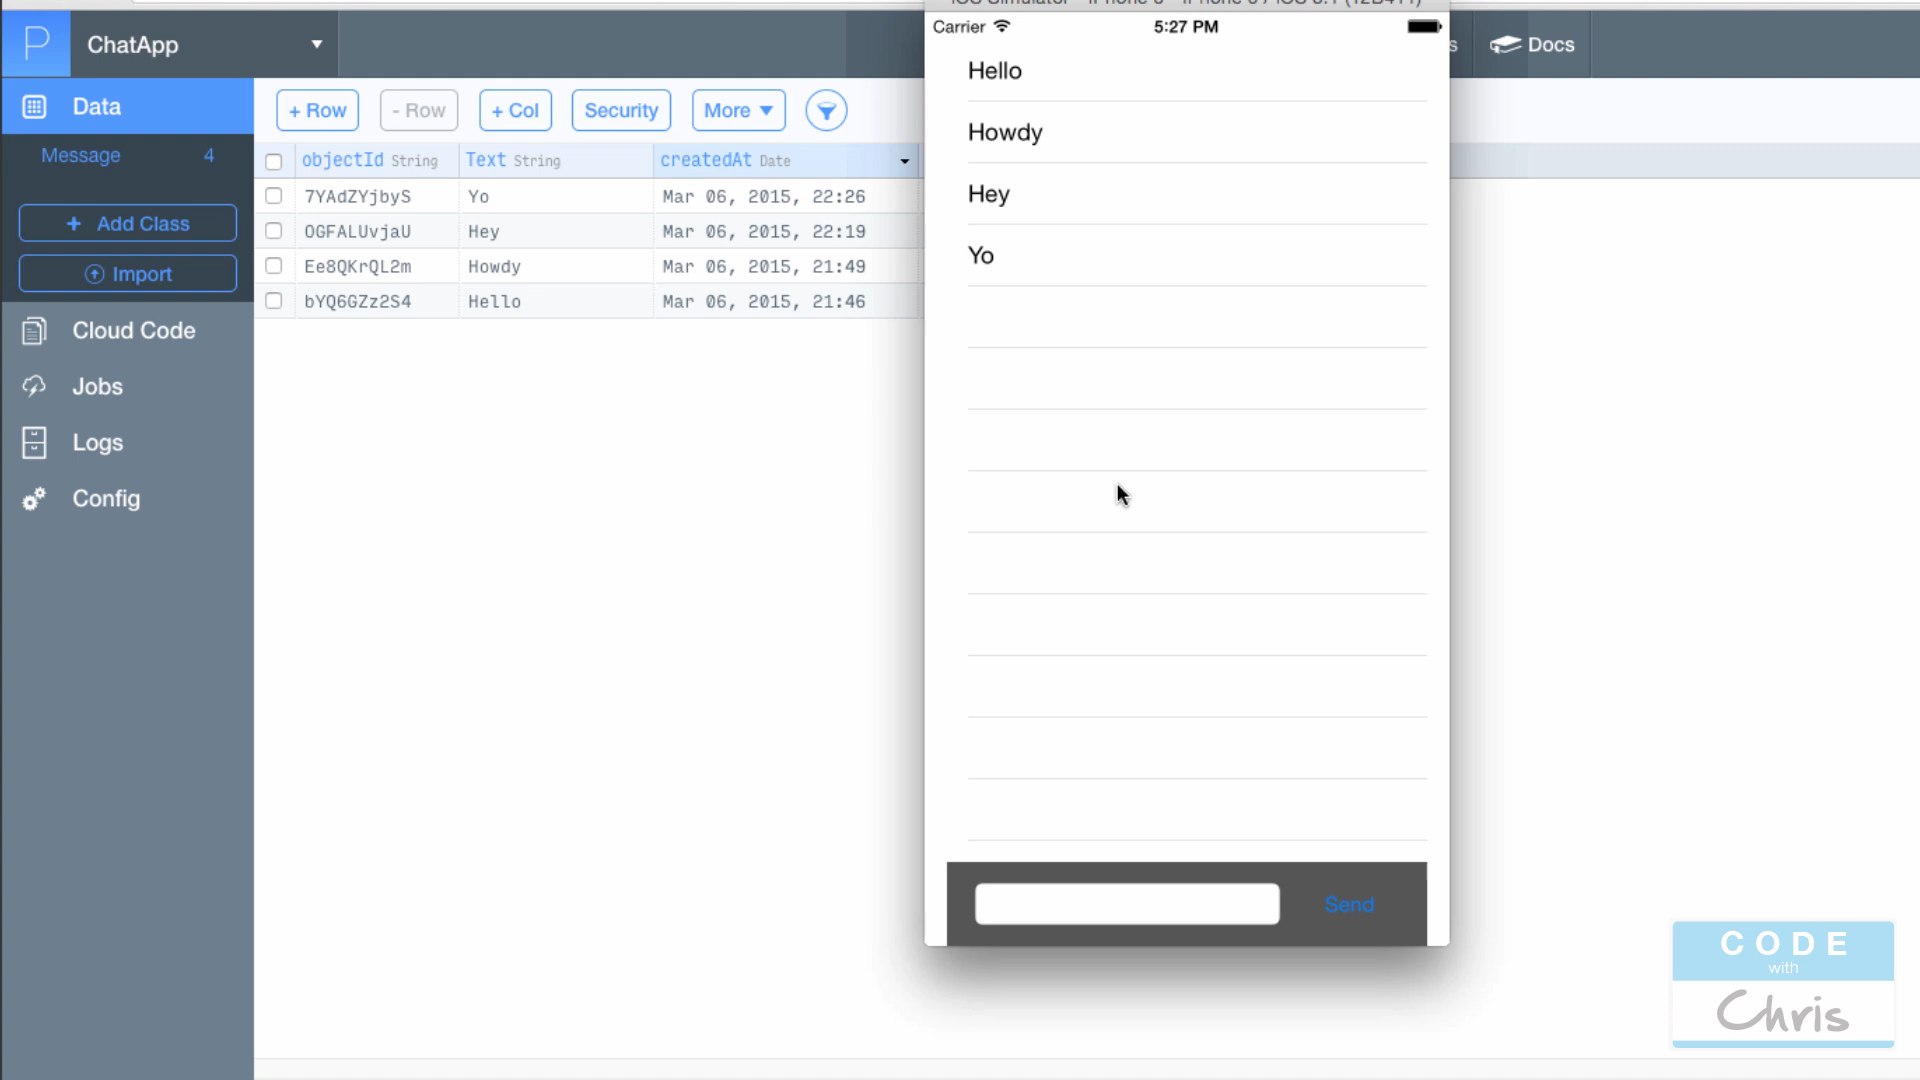 ChatApp
Docs
Data
Message 4
+ Add Class
Import
Cloud Code
Jobs
Logs
Config
+ Row
- Row
+ Col
Security
More
objectId String Text String createdAt Date
7YAdZYjbyS Yo Mar 06, 2015, 22:26
OGFALUvjaU Hey Mar 06, 2015, 22:19
Ee8QKrQL2m Howdy Mar 06, 2015, 21:49
bYQ6GZz2S4 Hello Mar 06, 2015, 21:46
Carrier 5:27 PM
Hello
Howdy
Hey
Yo
Send
CODE
with
Chris